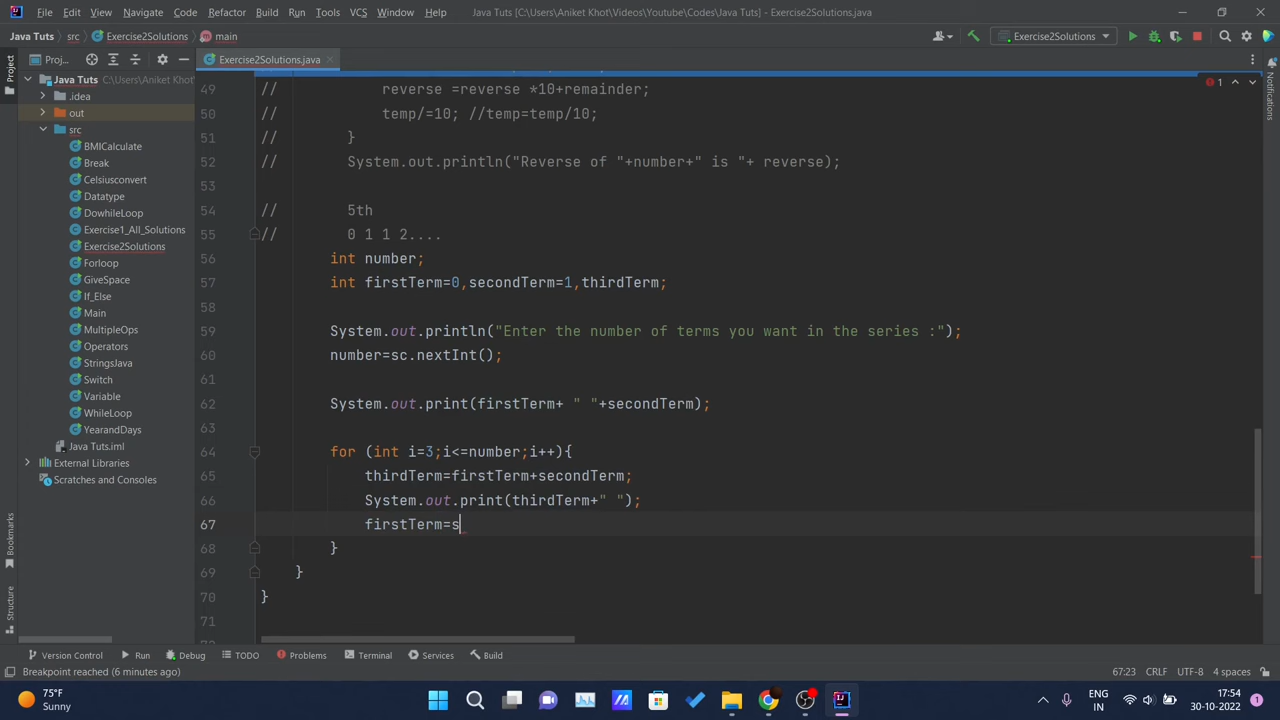 File Edit View Navigate Code Refactor Build Run Tools VCS Window Help Java Tuts [C:\Users\Aniket Khot\Videos\Youtube\Codes\Java Tuts] - Exercise2Solutions.java
Java Tuts src Exercise2Solutions main Exercise2Solutions
Project Proj... Exercise2Solutions.java Notifications
Java Tuts C:\Users\Aniket Khot\
.idea
out
src
BMICalculate
Break
Celsiusconvert
Datatype
DowhileLoop
Exercise1_All_Solutions
Exercise2Solutions
Forloop
GiveSpace
If_Else
Main
MultipleOps
Operators
StringsJava
Switch
Variable
WhileLoop
YearandDays
Java Tuts.iml
External Libraries
Scratches and Consoles
Bookmarks
Structure
1
49 // reverse =reverse *10+remainder;
50 // temp/=10; //temp=temp/10;
51 // }
52 // System.out.println("Reverse of "+number+" is "+ reverse);
53
54 // 5th
55 // 0 1 1 2....
56 int number;
57 int firstTerm=0,secondTerm=1,thirdTerm;
58
59 System.out.println("Enter the number of terms you want in the series :");
60 number=sc.nextInt();
61
62 System.out.print(firstTerm+ " "+secondTerm);
63
64 for (int i=3;i<=number;i++){
65 thirdTerm=firstTerm+secondTerm;
66 System.out.print(thirdTerm+" ");
67 firstTerm=s
68 }
69 }
70 }
71
Version Control Run Debug TODO Problems Terminal Services Build
Breakpoint reached (6 minutes ago) 67:23 CRLF UTF-8 4 spaces
75°F
Sunny
ENG
IN
17:54
30-10-2022
1